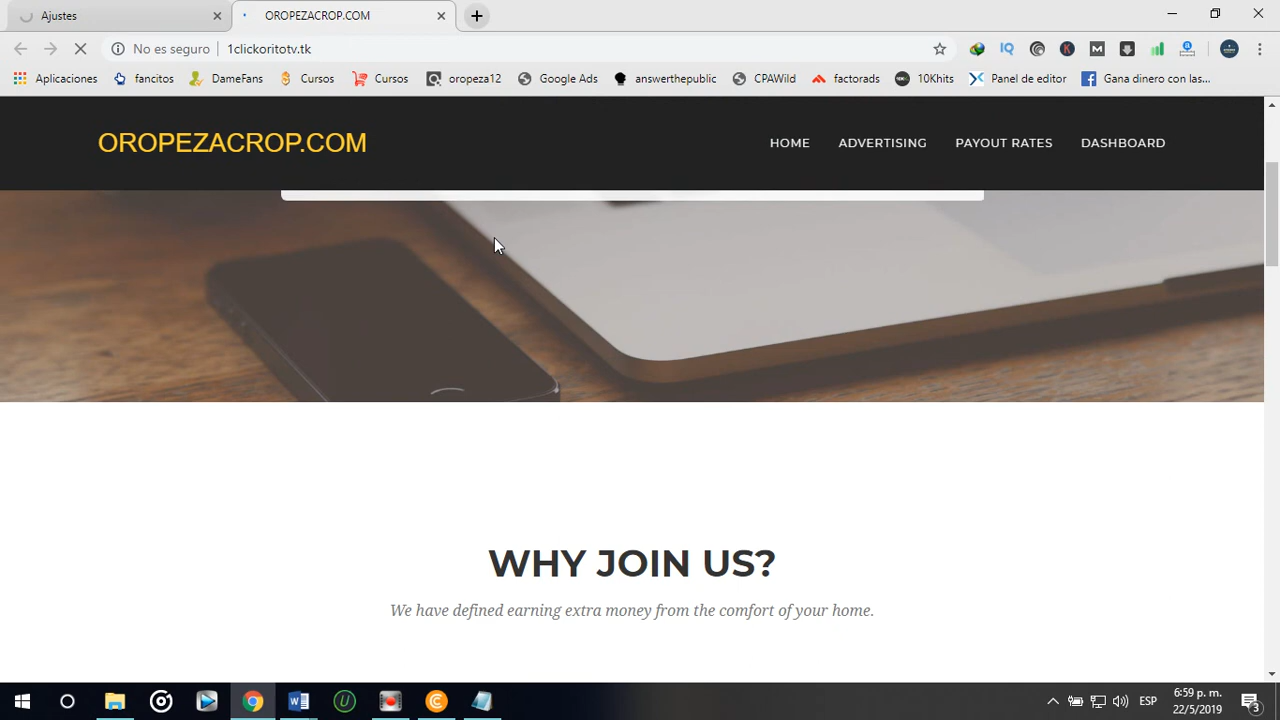 Ajustes
OROPEZACROP.COM
No es seguro
1clickoritotv.tk
Aplicaciones
fancitos
DameFans
Cursos
Cursos
oropeza12
Google Ads
answerthepublic
CPAWild
factorads
10Khits
Panel de editor
Gana dinero con las...
OROPEZACROP.COM
HOME
ADVERTISING
PAYOUT RATES
DASHBOARD
WHY JOIN US?
We have defined earning extra money from the comfort of your home.
ESP
6:59 p. m.
22/5/2019
3